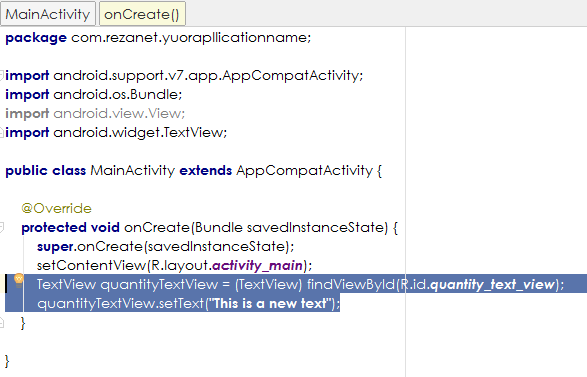 MainActivity onCreate()
package com.rezanet.yuorapllicationname;
import android.support.v7.app.AppCompatActivity;
import android.os.Bundle;
import android.view.View;
import android.widget.TextView;
public class MainActivity extends AppCompatActivity {
@Override
protected void onCreate(Bundle savedInstanceState) {
super.onCreate(savedInstanceState);
setContentView(R.layout.activity_main);
TextView quantityTextView = (TextView) findViewById(R.id.quantity_text_view);
quantityTextView.setText("This is a new text");
}
}